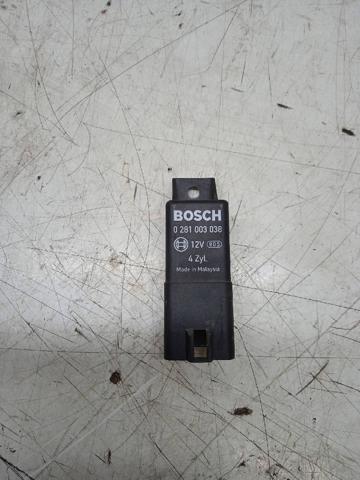 BOSCH
0 281 003 038
12V
4 Zyl.
Made in Malaysia